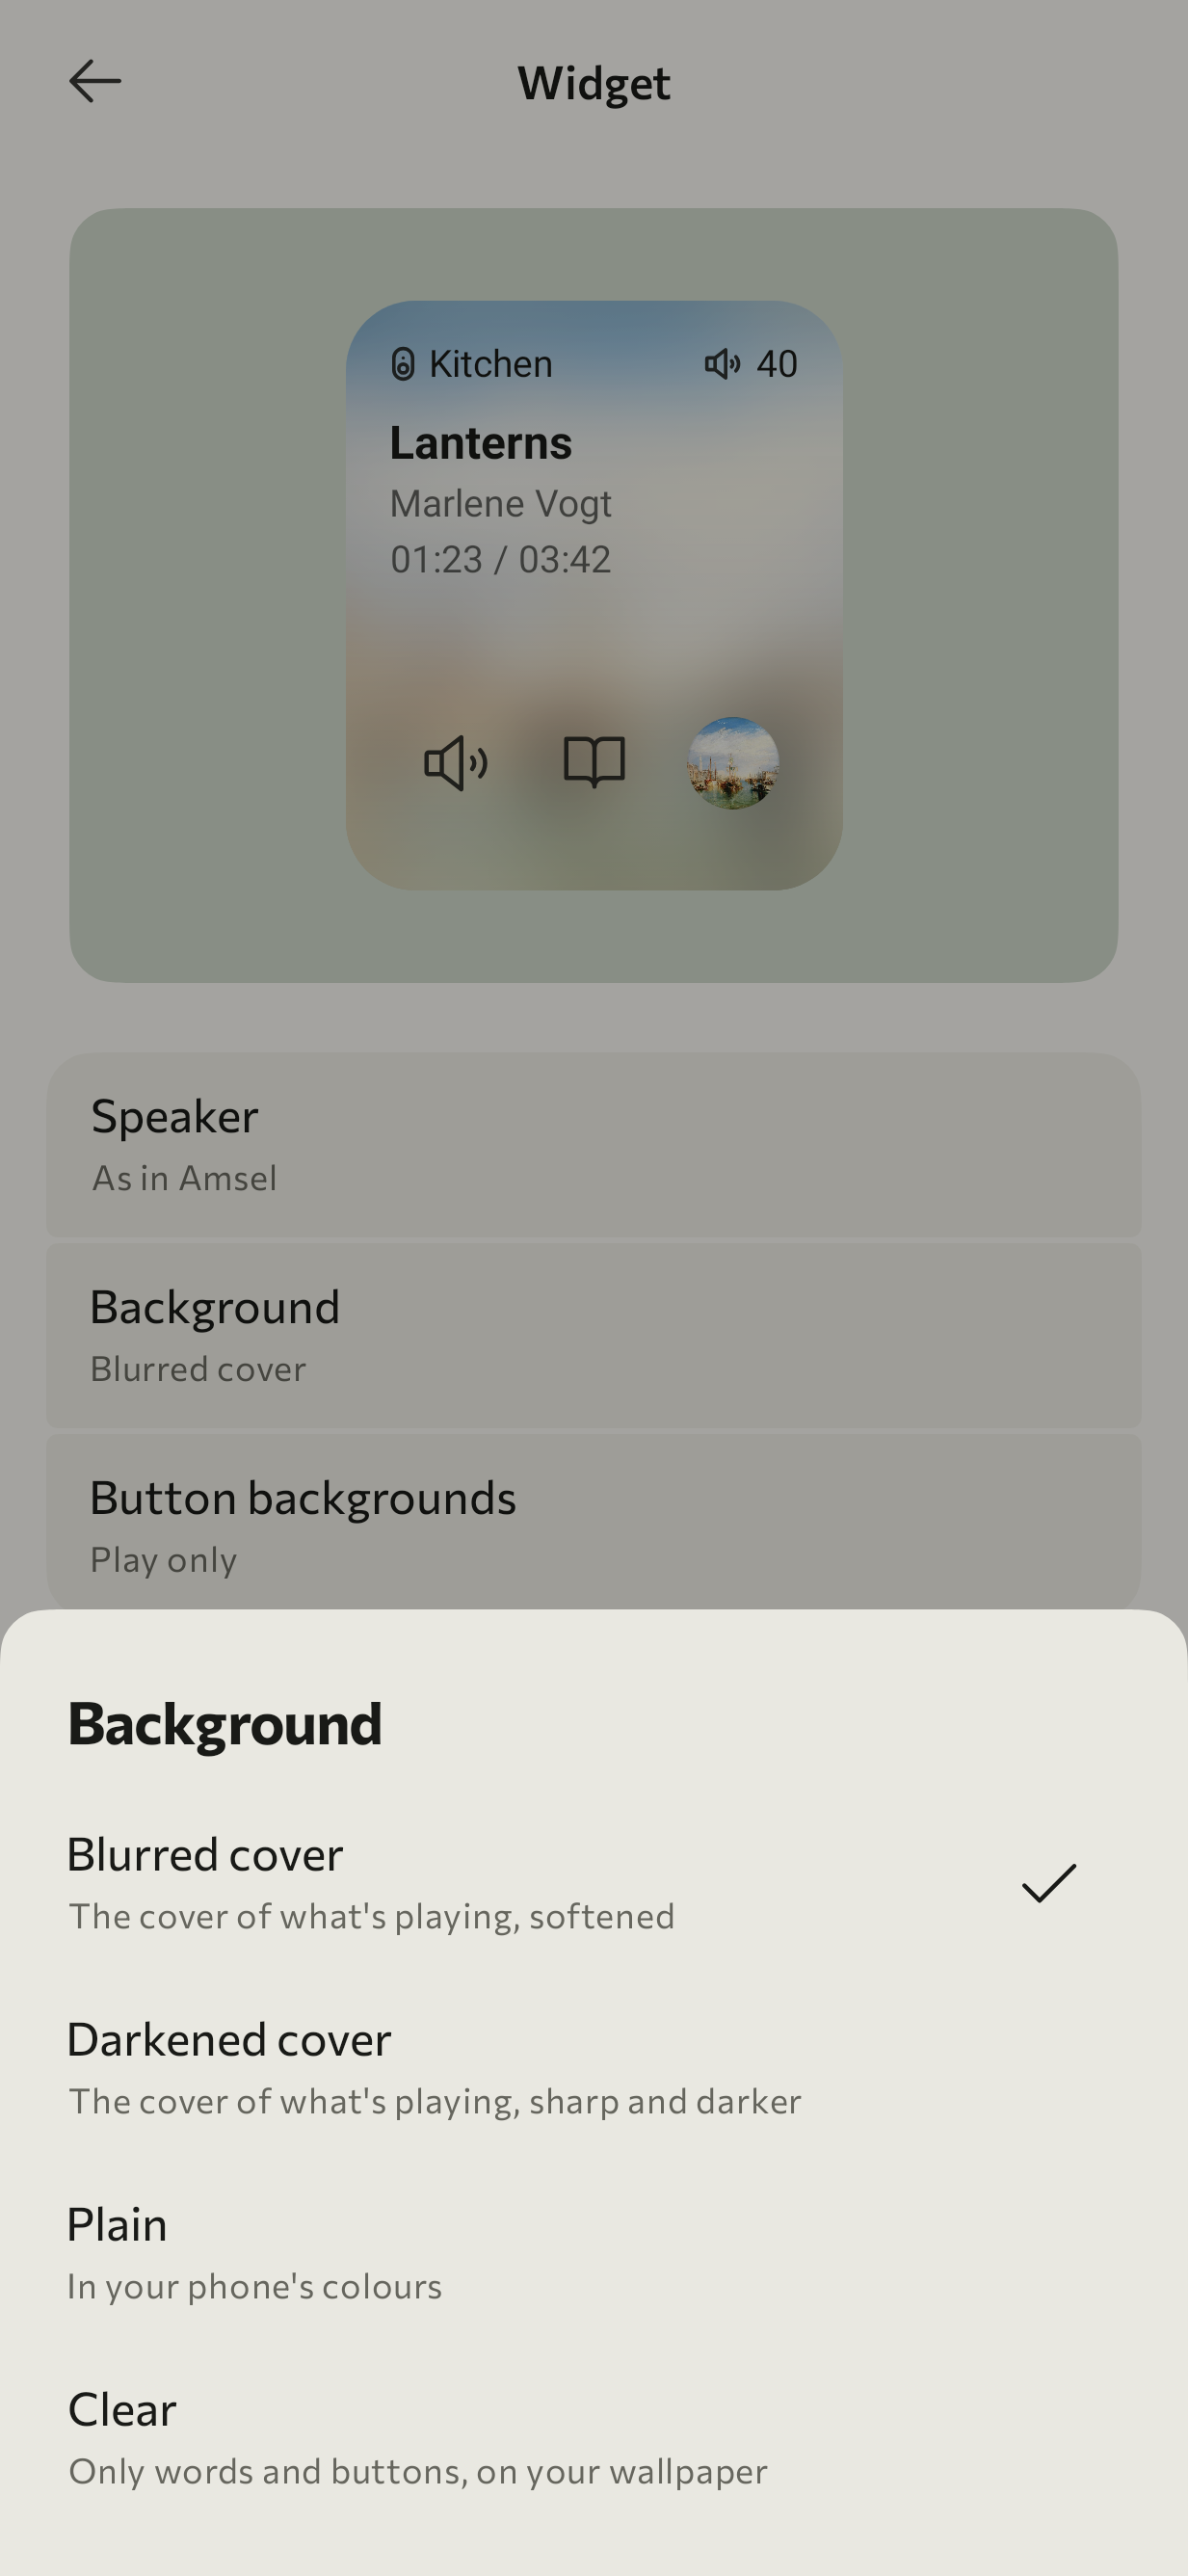 Widget
Kitchen 40
Lanterns
Marlene Vogt
01:23 / 03:42
Speaker
As in Amsel
Background
Blurred cover
Button backgrounds
Play only
Background
Blurred cover
The cover of what's playing, softened
Darkened cover
The cover of what's playing, sharp and darker
Plain
In your phone's colours
Clear
Only words and buttons, on your wallpaper